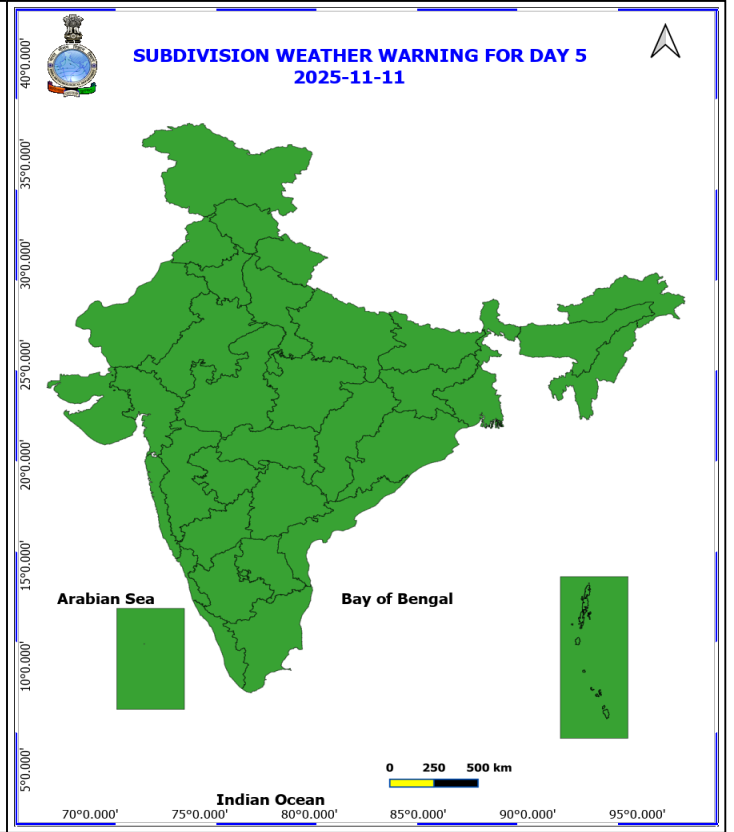 SUBDIVISION WEATHER WARNING FOR DAY 5
2025-11-11
40°0.000'
35°0.000'
30°0.000'
25°0.000'
20°0.000'
15°0.000'
10°0.000'
5°0.000'
Arabian Sea
Bay of Bengal
0 250 500 km
Indian Ocean
70°0.000' 75°0.000' 80°0.000' 85°0.000' 90°0.000' 95°0.000'